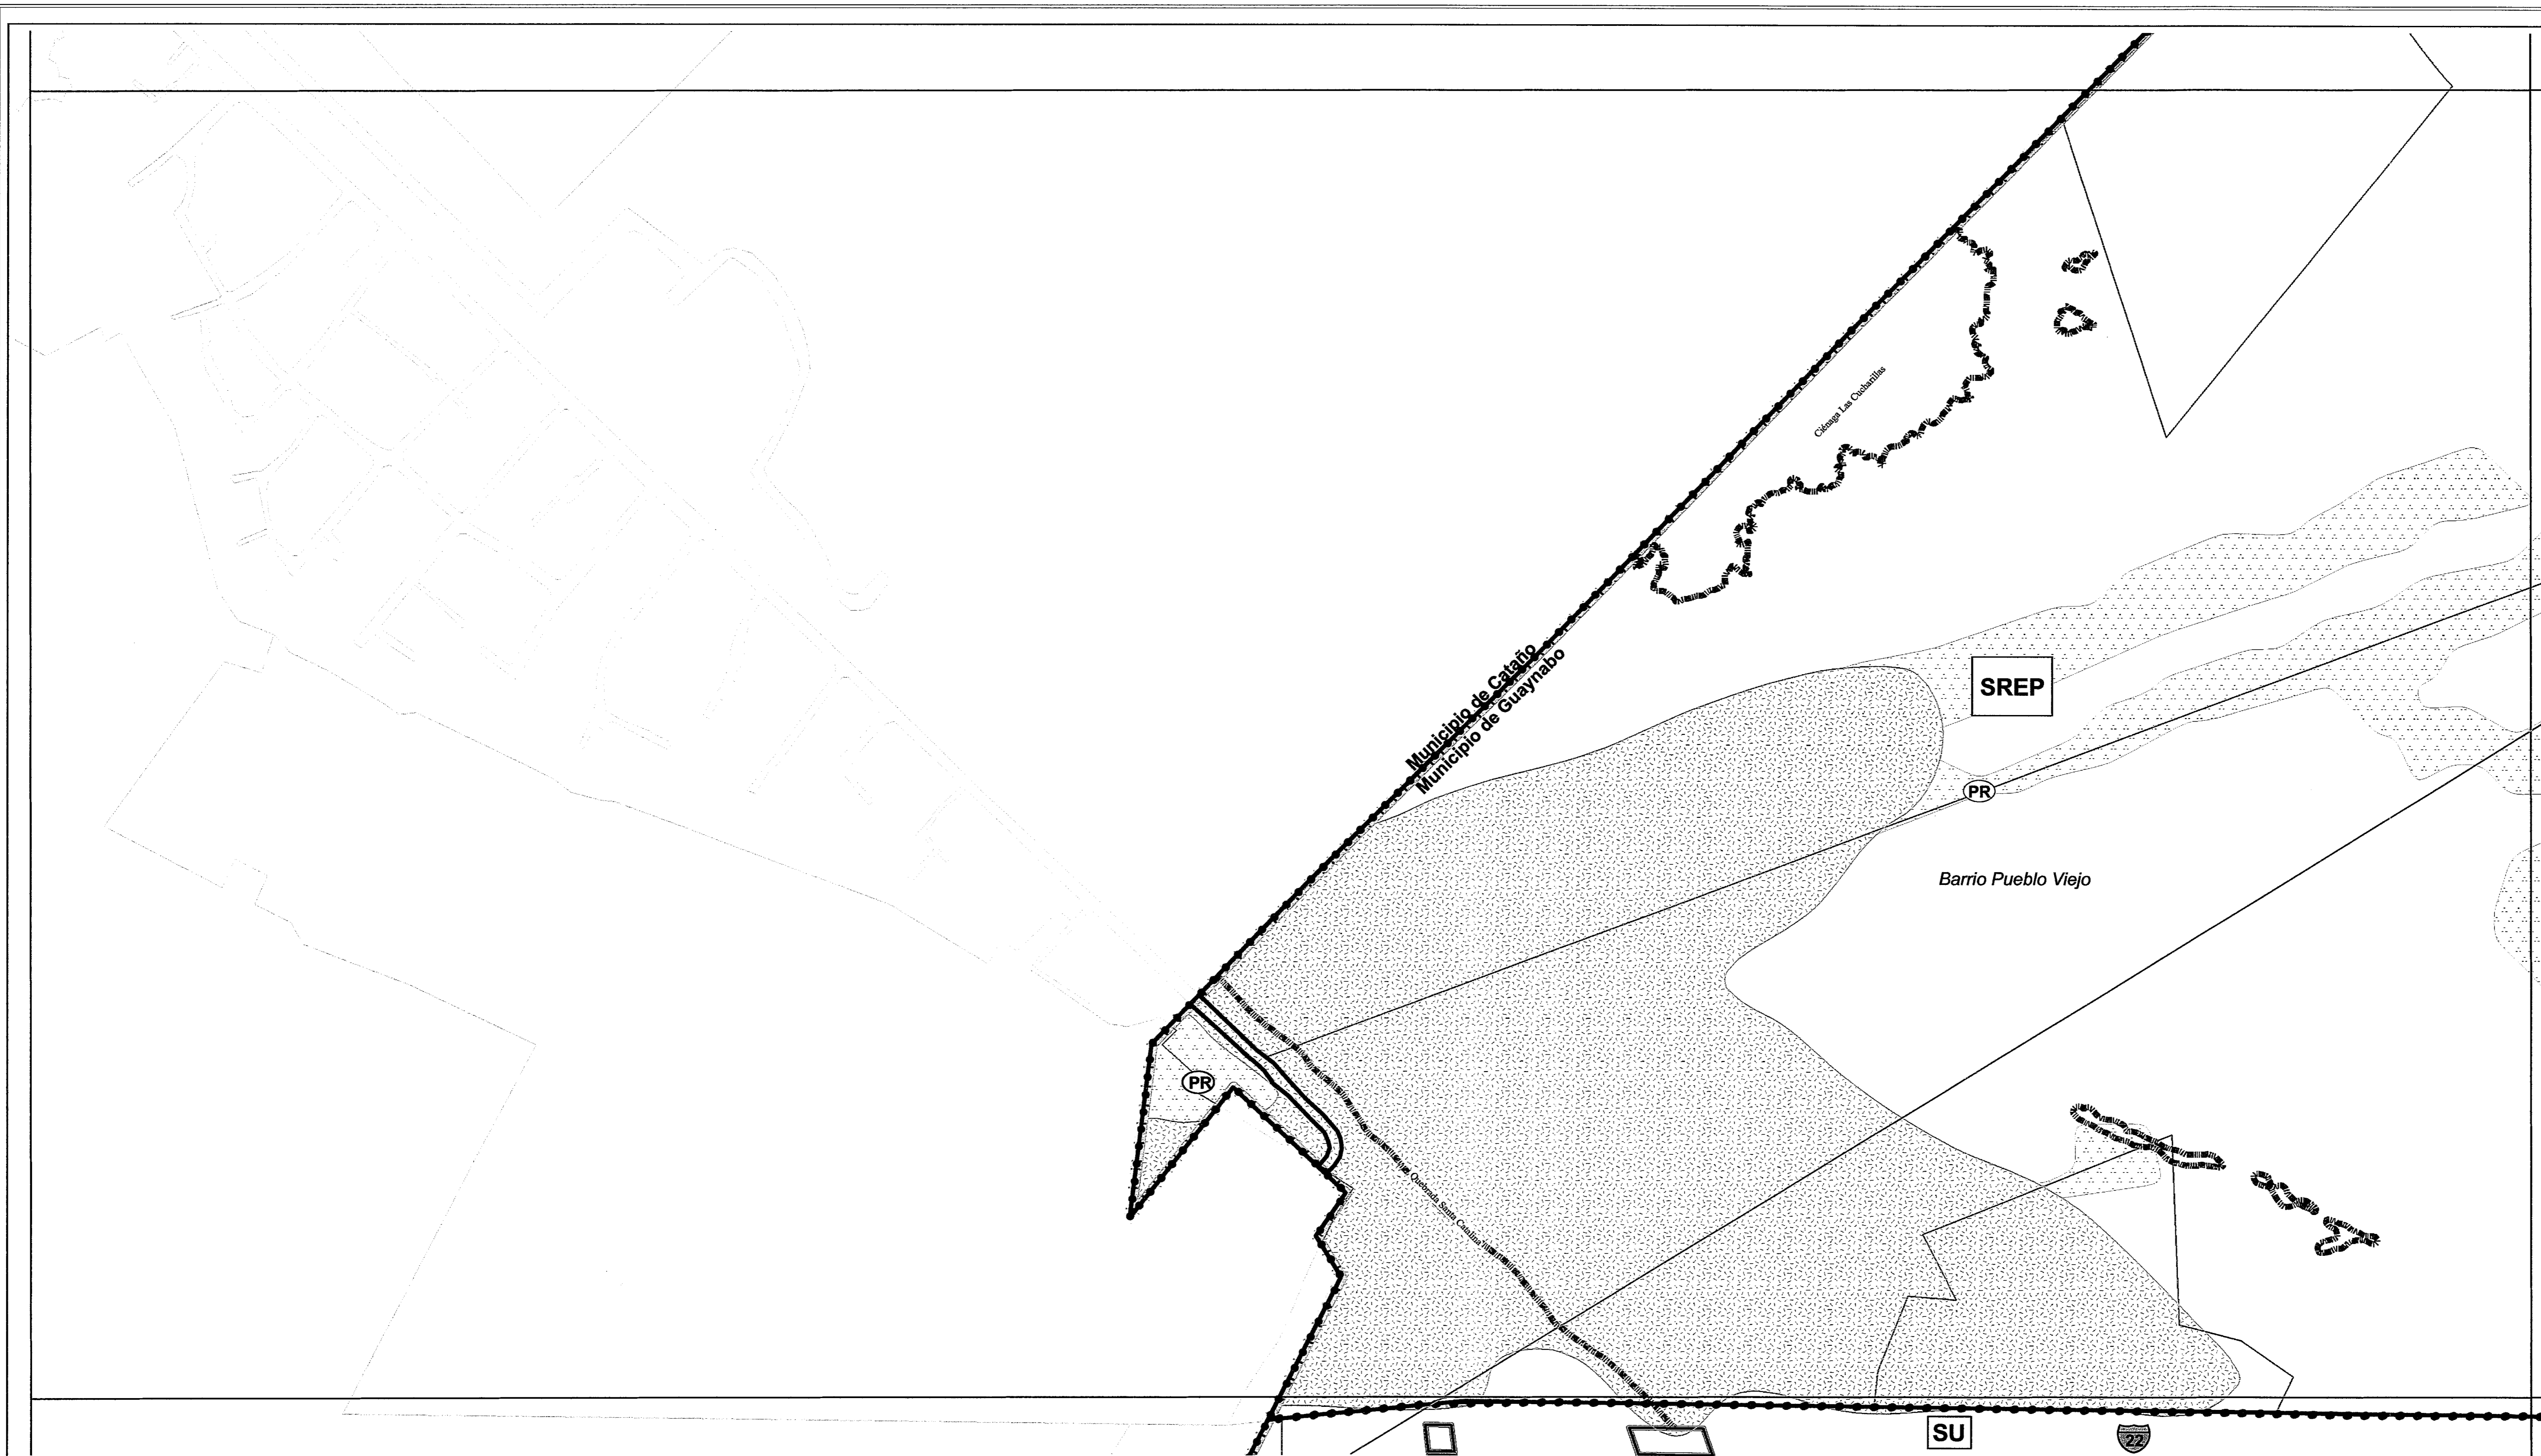 Ciénaga Las Cucharillas
Municipio de Cataño
Municipio de Guaynabo
SREP
PR
Barrio Pueblo Viejo
PR
Quebrada Santa Catalina
SU
22